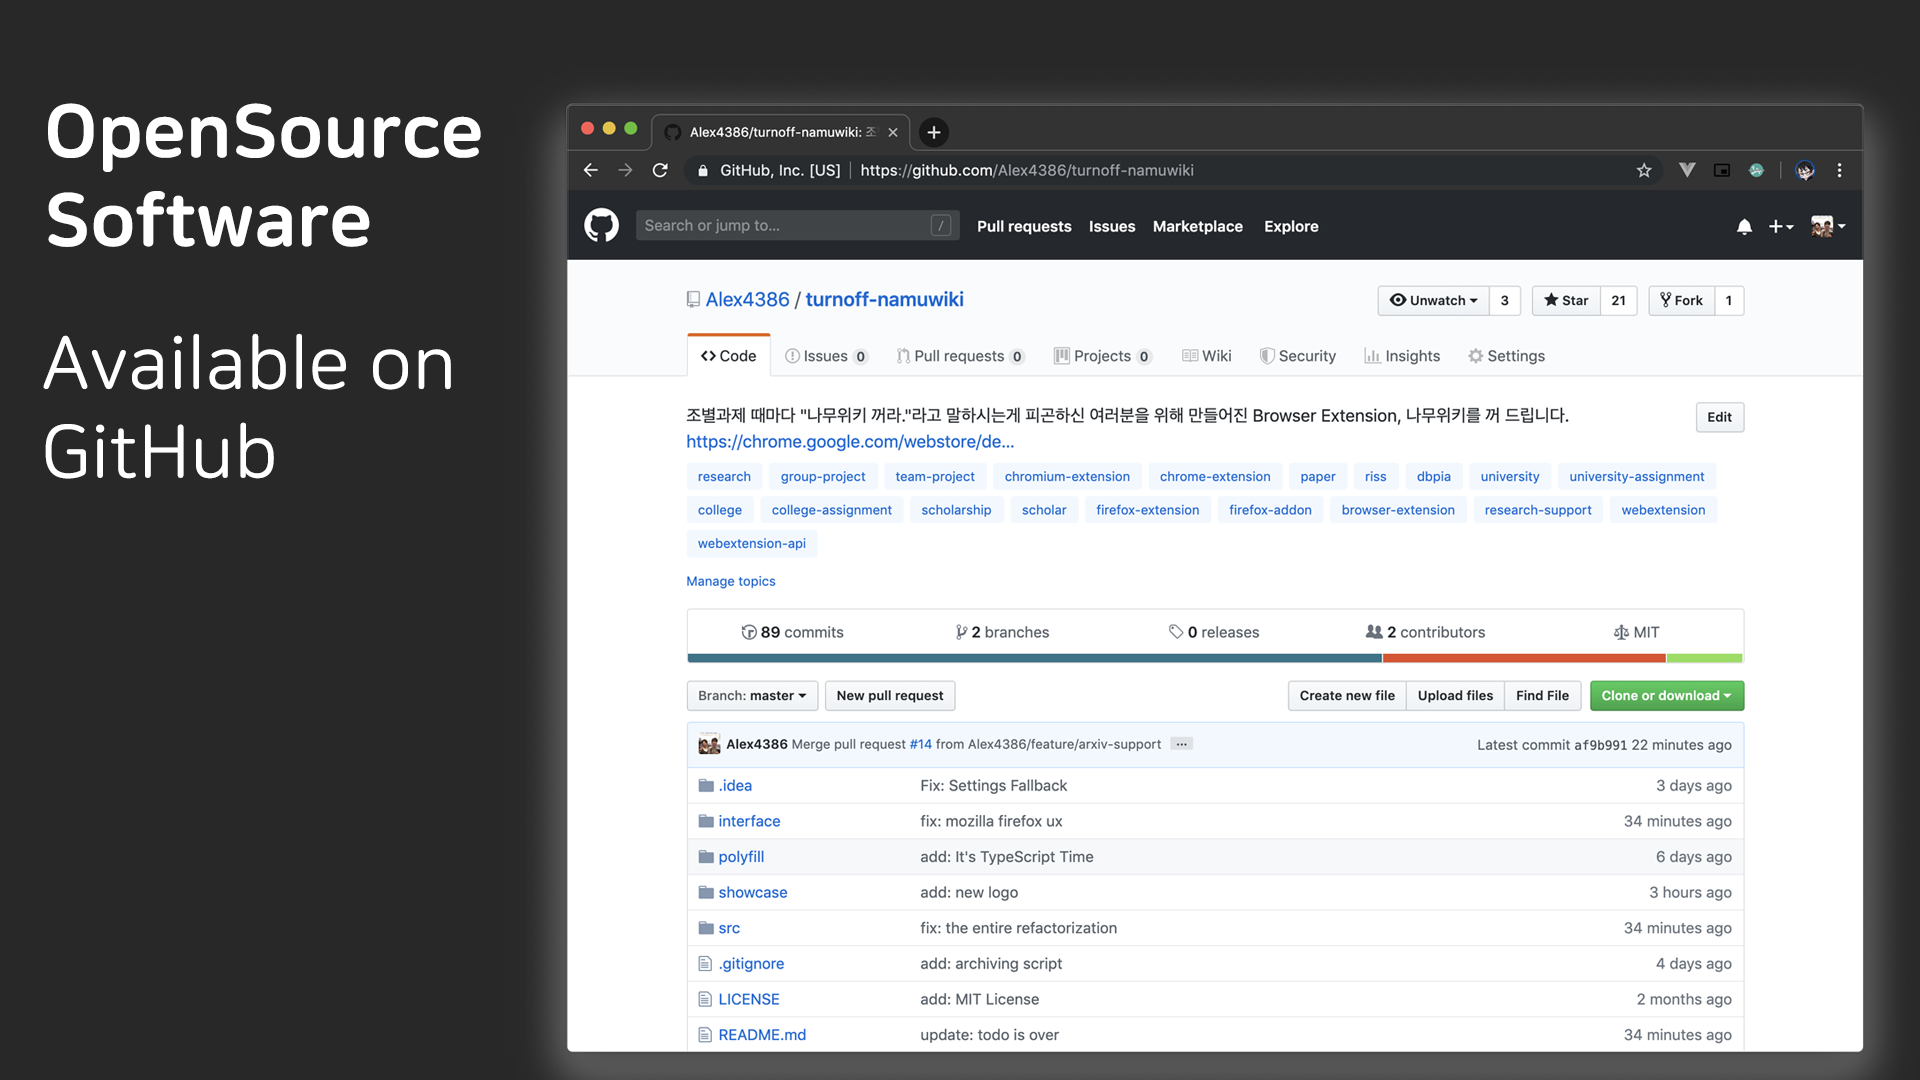 OpenSource
Software
Available on
GitHub
Alex4386/turnoff-namuwiki: 조
GitHub, Inc. [US] https://github.com/Alex4386/turnoff-namuwiki
Search or jump to... /
Pull requests Issues Marketplace Explore
Alex4386 / turnoff-namuwiki
Unwatch 3 Star 21 Fork 1
Code Issues 0 Pull requests 0 Projects 0 Wiki Security Insights Settings
조별과제 때마다 "나무위키 꺼라."라고 말하시는게 피곤하신 여러분을 위해 만들어진 Browser Extension, 나무위키를 꺼 드립니다. Edit
https://chrome.google.com/webstore/de...
research group-project team-project chromium-extension chrome-extension paper riss dbpia university university-assignment
college college-assignment scholarship scholar firefox-extension firefox-addon browser-extension research-support webextension
webextension-api
Manage topics
89 commits 2 branches 0 releases 2 contributors MIT
Branch: master New pull request Create new file Upload files Find File Clone or download
Alex4386 Merge pull request #14 from Alex4386/feature/arxiv-support ... Latest commit af9b991 22 minutes ago
.idea Fix: Settings Fallback 3 days ago
interface fix: mozilla firefox ux 34 minutes ago
polyfill add: It's TypeScript Time 6 days ago
showcase add: new logo 3 hours ago
src fix: the entire refactorization 34 minutes ago
.gitignore add: archiving script 4 days ago
LICENSE add: MIT License 2 months ago
README.md update: todo is over 34 minutes ago